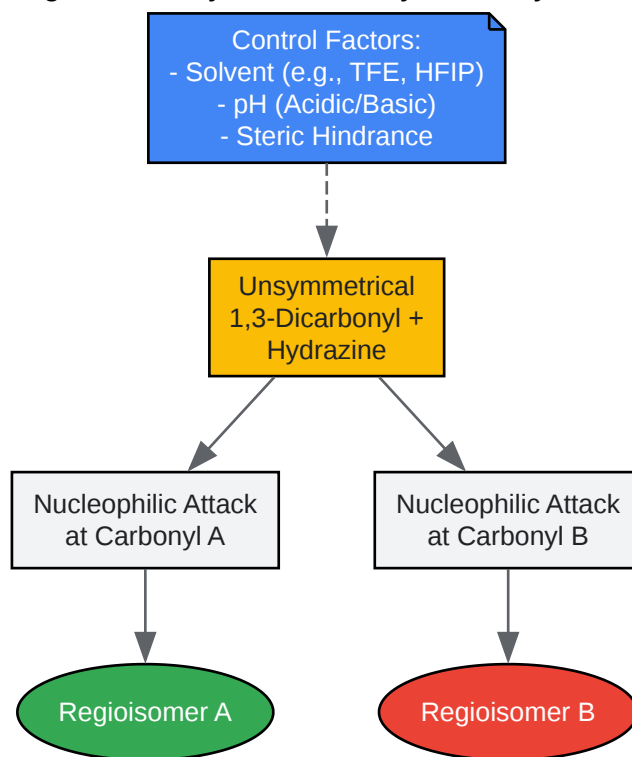 Control Factors:
- Solvent (e.g., TFE, HFIP)
- pH (Acidic/Basic)
- Steric Hindrance
Unsymmetrical
1,3-Dicarbonyl +
Hydrazine
Nucleophilic Attack
at Carbonyl A
Nucleophilic Attack
at Carbonyl B
Regioisomer A
Regioisomer B